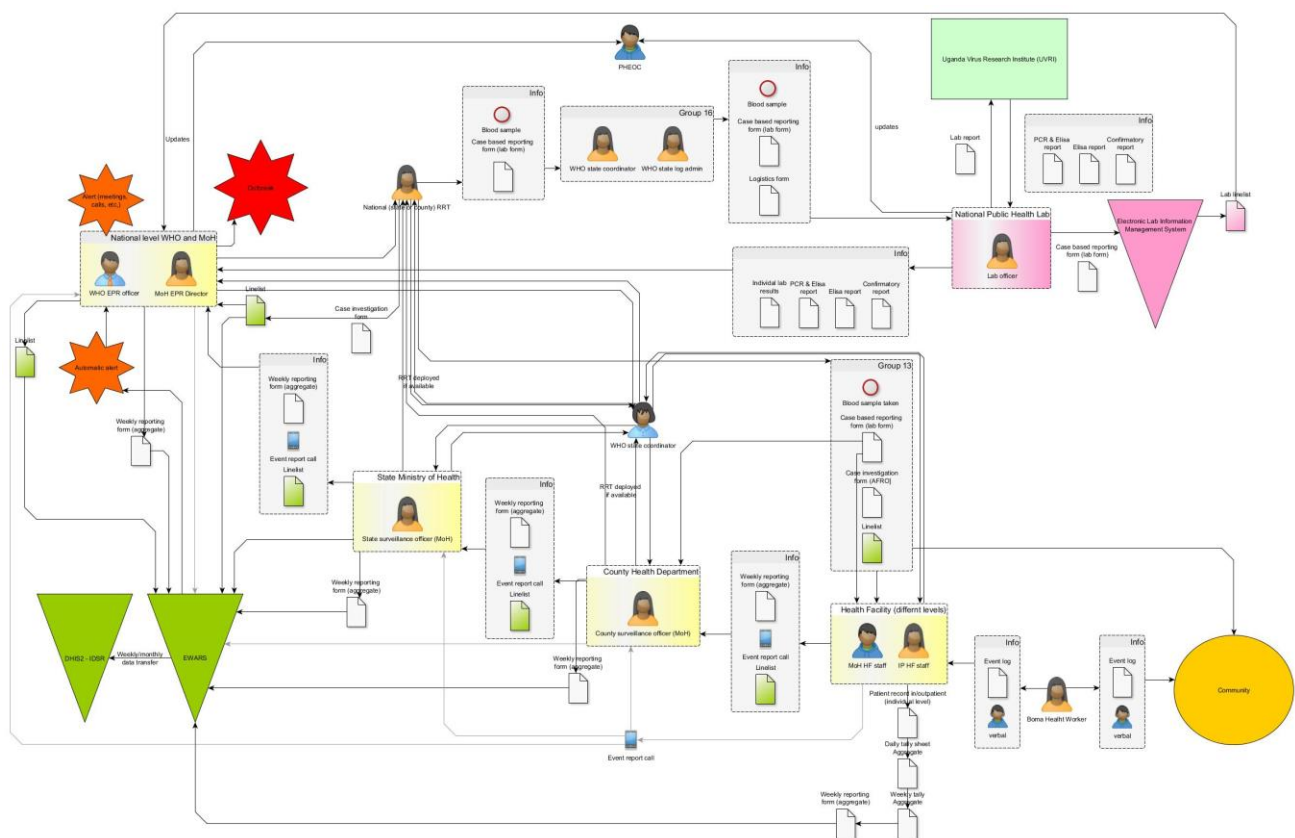 Info
PHEOC
Uganda Virus Research Institute (UVRI)
Info
Blood sample
Case based reporting
form (lab form)
Group 16
WHO state coordinator
WHO state log admin
Info
Blood sample
Case based reporting
form (lab form)
Logistics form
Updates
updates
Lab report
Info
PCR & Elisa
report
Elisa report
Confirmatory
report
Lab linelist
Alert (meetings,
calls, etc,)
Outbreak
National (state or county) RRT
National Public Health Lab
Lab officer
Electronic Lab Information
Management System
Case based reporting
form (lab form)
National level WHO and MoH
WHO EPR officer
MoH EPR Director
Info
Individal lab
results
PCR & Elisa
report
Elisa report
Confirmatory
report
Linelist
Case investigation
form
Linelist
Automatic alert
Info
Weekly reporting
form (aggregate)
Event report call
Linelist
RRT deployed
if available
WHO state coordinator
Group 13
Blood sample taken
Case based reporting
form (lab form)
Case investigation
form (AFRO)
Linelist
Weekly reporting
form (aggregate)
State Ministry of Health
State surveillance officer (MoH)
RRT deployed
if available
Info
Weekly reporting
form (aggregate)
Event report call
Linelist
County Health Department
County surveillance officer (MoH)
Info
Weekly reporting
form (aggregate)
Event report call
Linelist
Health Facility (differnt levels)
MoH HF staff
IP HF staff
Weekly reporting
form (aggregate)
DHIS2 - IDSR
Weekly/monthly
data transfer
EWARS
Weekly reporting
form (aggregate)
Info
Event log
verbal
Boma Healht Worker
Info
Event log
verbal
Community
Patient record in/outpatient
(individual level)
Daily tally sheet
Aggregate
Event report call
Weekly reporting
form (aggregate)
Weekly tally
Aggregate